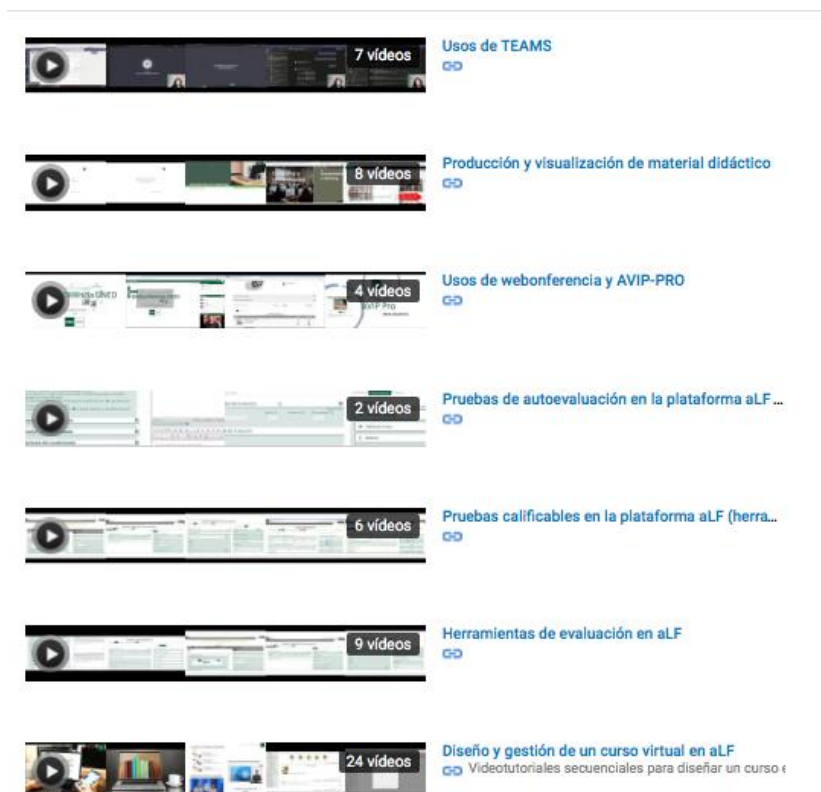 7 vídeos
Usos de TEAMS
8 vídeos
Producción y visualización de material didáctico
4 vídeos
Usos de webonferencia y AVIP-PRO
2 vídeos
Pruebas de autoevaluación en la plataforma aLF ...
6 vídeos
Pruebas calificables en la plataforma aLF (herra...
9 vídeos
Herramientas de evaluación en aLF
24 vídeos
Diseño y gestión de un curso virtual en aLF
Videotutoriales secuenciales para diseñar un curso e